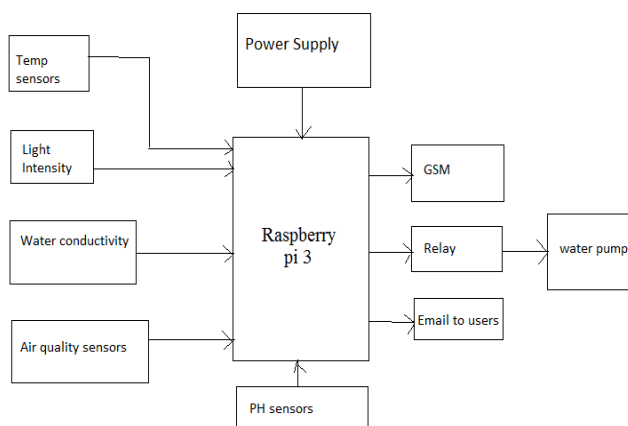 Temp
sensors
Power Supply
Light
Intensity
GSM
Water conductivity
Raspberry
pi 3
Relay
water pump
Air quality sensors
Email to users
PH sensors